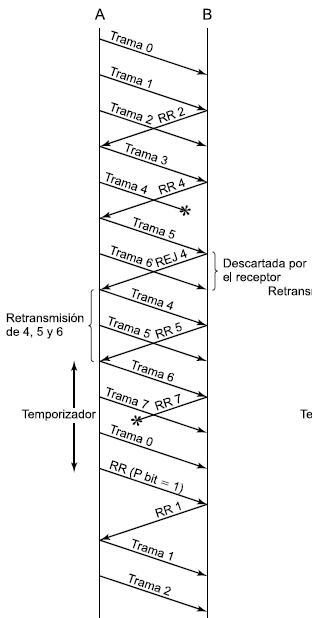 A B
Trama 0
Trama 1
Trama 2 RR 2
Trama 3
Trama 4 RR 4
*
Trama 5
Trama 6 REJ 4
Descartada por
el receptor
Retransm
Trama 4
Retransmisión
de 4, 5 y 6
Trama 5 RR 5
Trama 6
Trama 7 RR 7
*
Temporizador
Te
Trama 0
RR (P bit = 1)
RR 1
Trama 1
Trama 2